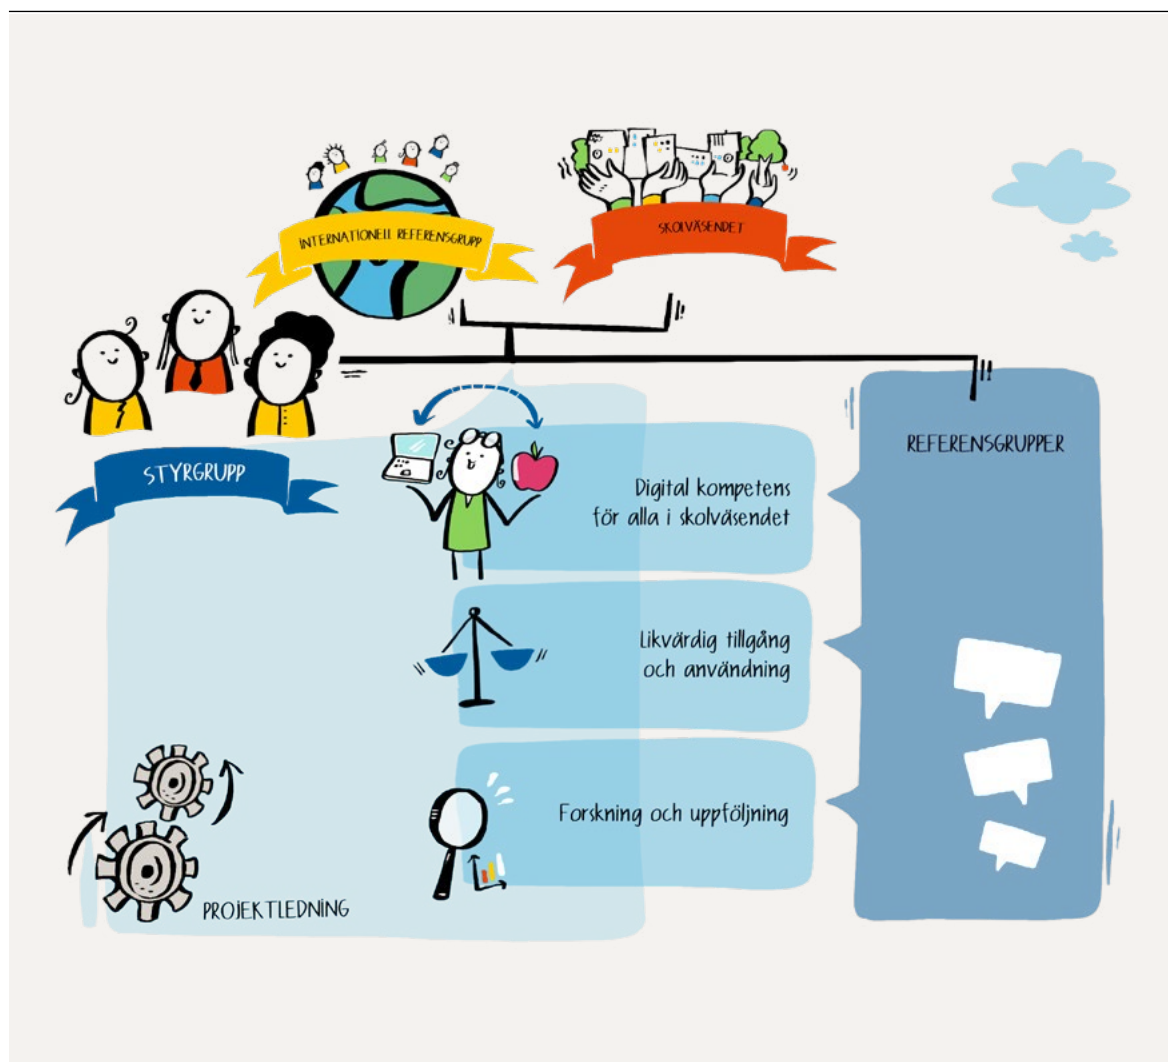 INTERNATIONELL REFERENSGRUPP
SKOLVÄSENDET
STYRGRUPP
REFERENSGRUPPER
Digital kompetens
för alla i skolväsendet
Likvärdig tillgång
och användning
Forskning och uppföljning
PROJEKTLEDNING